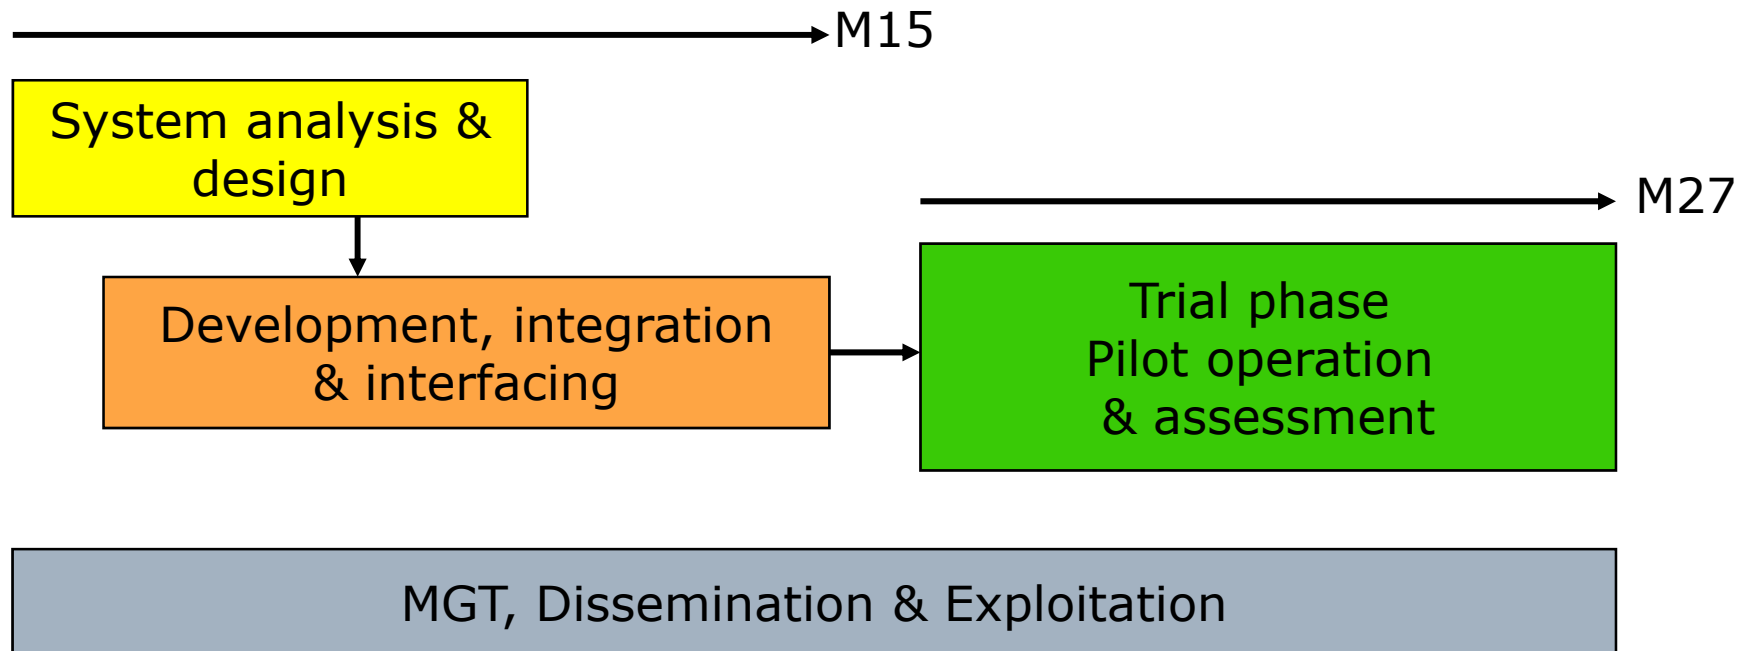 M15
System analysis &
design
M27
Development, integration
& interfacing
Trial phase
Pilot operation
& assessment
MGT, Dissemination & Exploitation